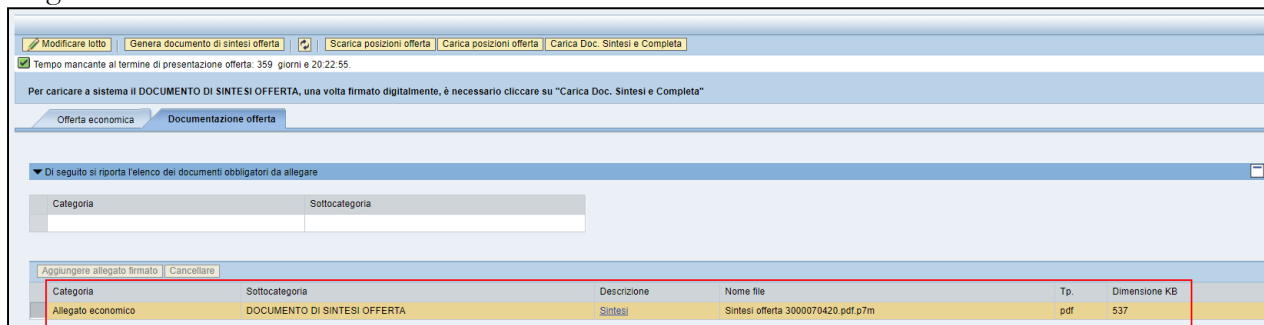 Modificare lotto Genera documento di sintesi offerta Scarica posizioni offerta Carica posizioni offerta Carica Doc. Sintesi e Completa
Tempo mancante al termine di presentazione offerta: 359 giorni e 20:22:55.
Per caricare a sistema il DOCUMENTO DI SINTESI OFFERTA, una volta firmato digitalmente, è necessario cliccare su "Carica Doc. Sintesi e Completa"
Offerta economica Documentazione offerta
Di seguito si riporta l'elenco dei documenti obbligatori da allegare
Categoria Sottocategoria
Aggiungere allegato firmato Cancellare
Categoria Sottocategoria Descrizione Nome file Tp. Dimensione KB
Allegato economico DOCUMENTO DI SINTESI OFFERTA Sintesi Sintesi offerta 3000070420.pdf.p7m pdf 537